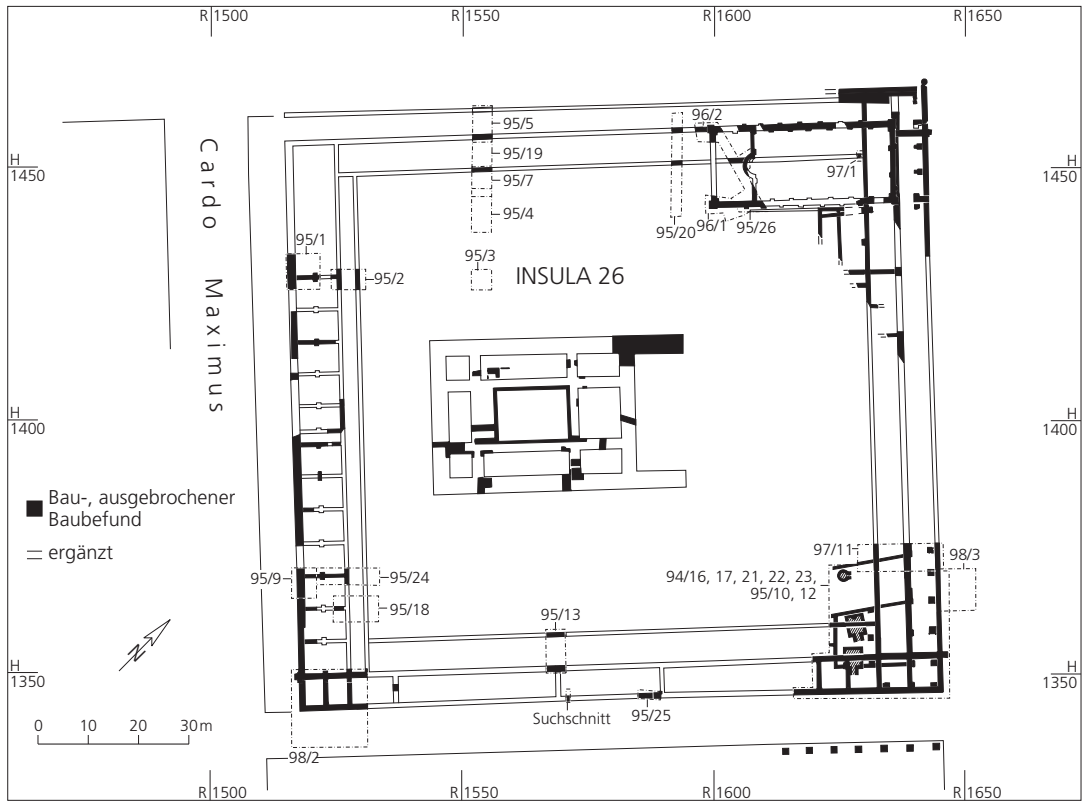 R 1500
R 1550
R 1600
R 1650
H
1450
H
1450
Cardo Maximus
95/5
95/19
95/7
95/4
96/2
97/1
95/20
96/1
95/26
95/1
95/2
95/3
INSULA 26
H
1400
H
1400
Bau-, ausgebrochener
Baubefund
ergänzt
95/9
95/24
95/18
95/13
97/11
98/3
94/16, 17, 21, 22, 23,
95/10, 12
H
1350
H
1350
Suchschnitt
95/25
0 10 20 30 m
98/2
R 1500
R 1550
R 1600
R 1650